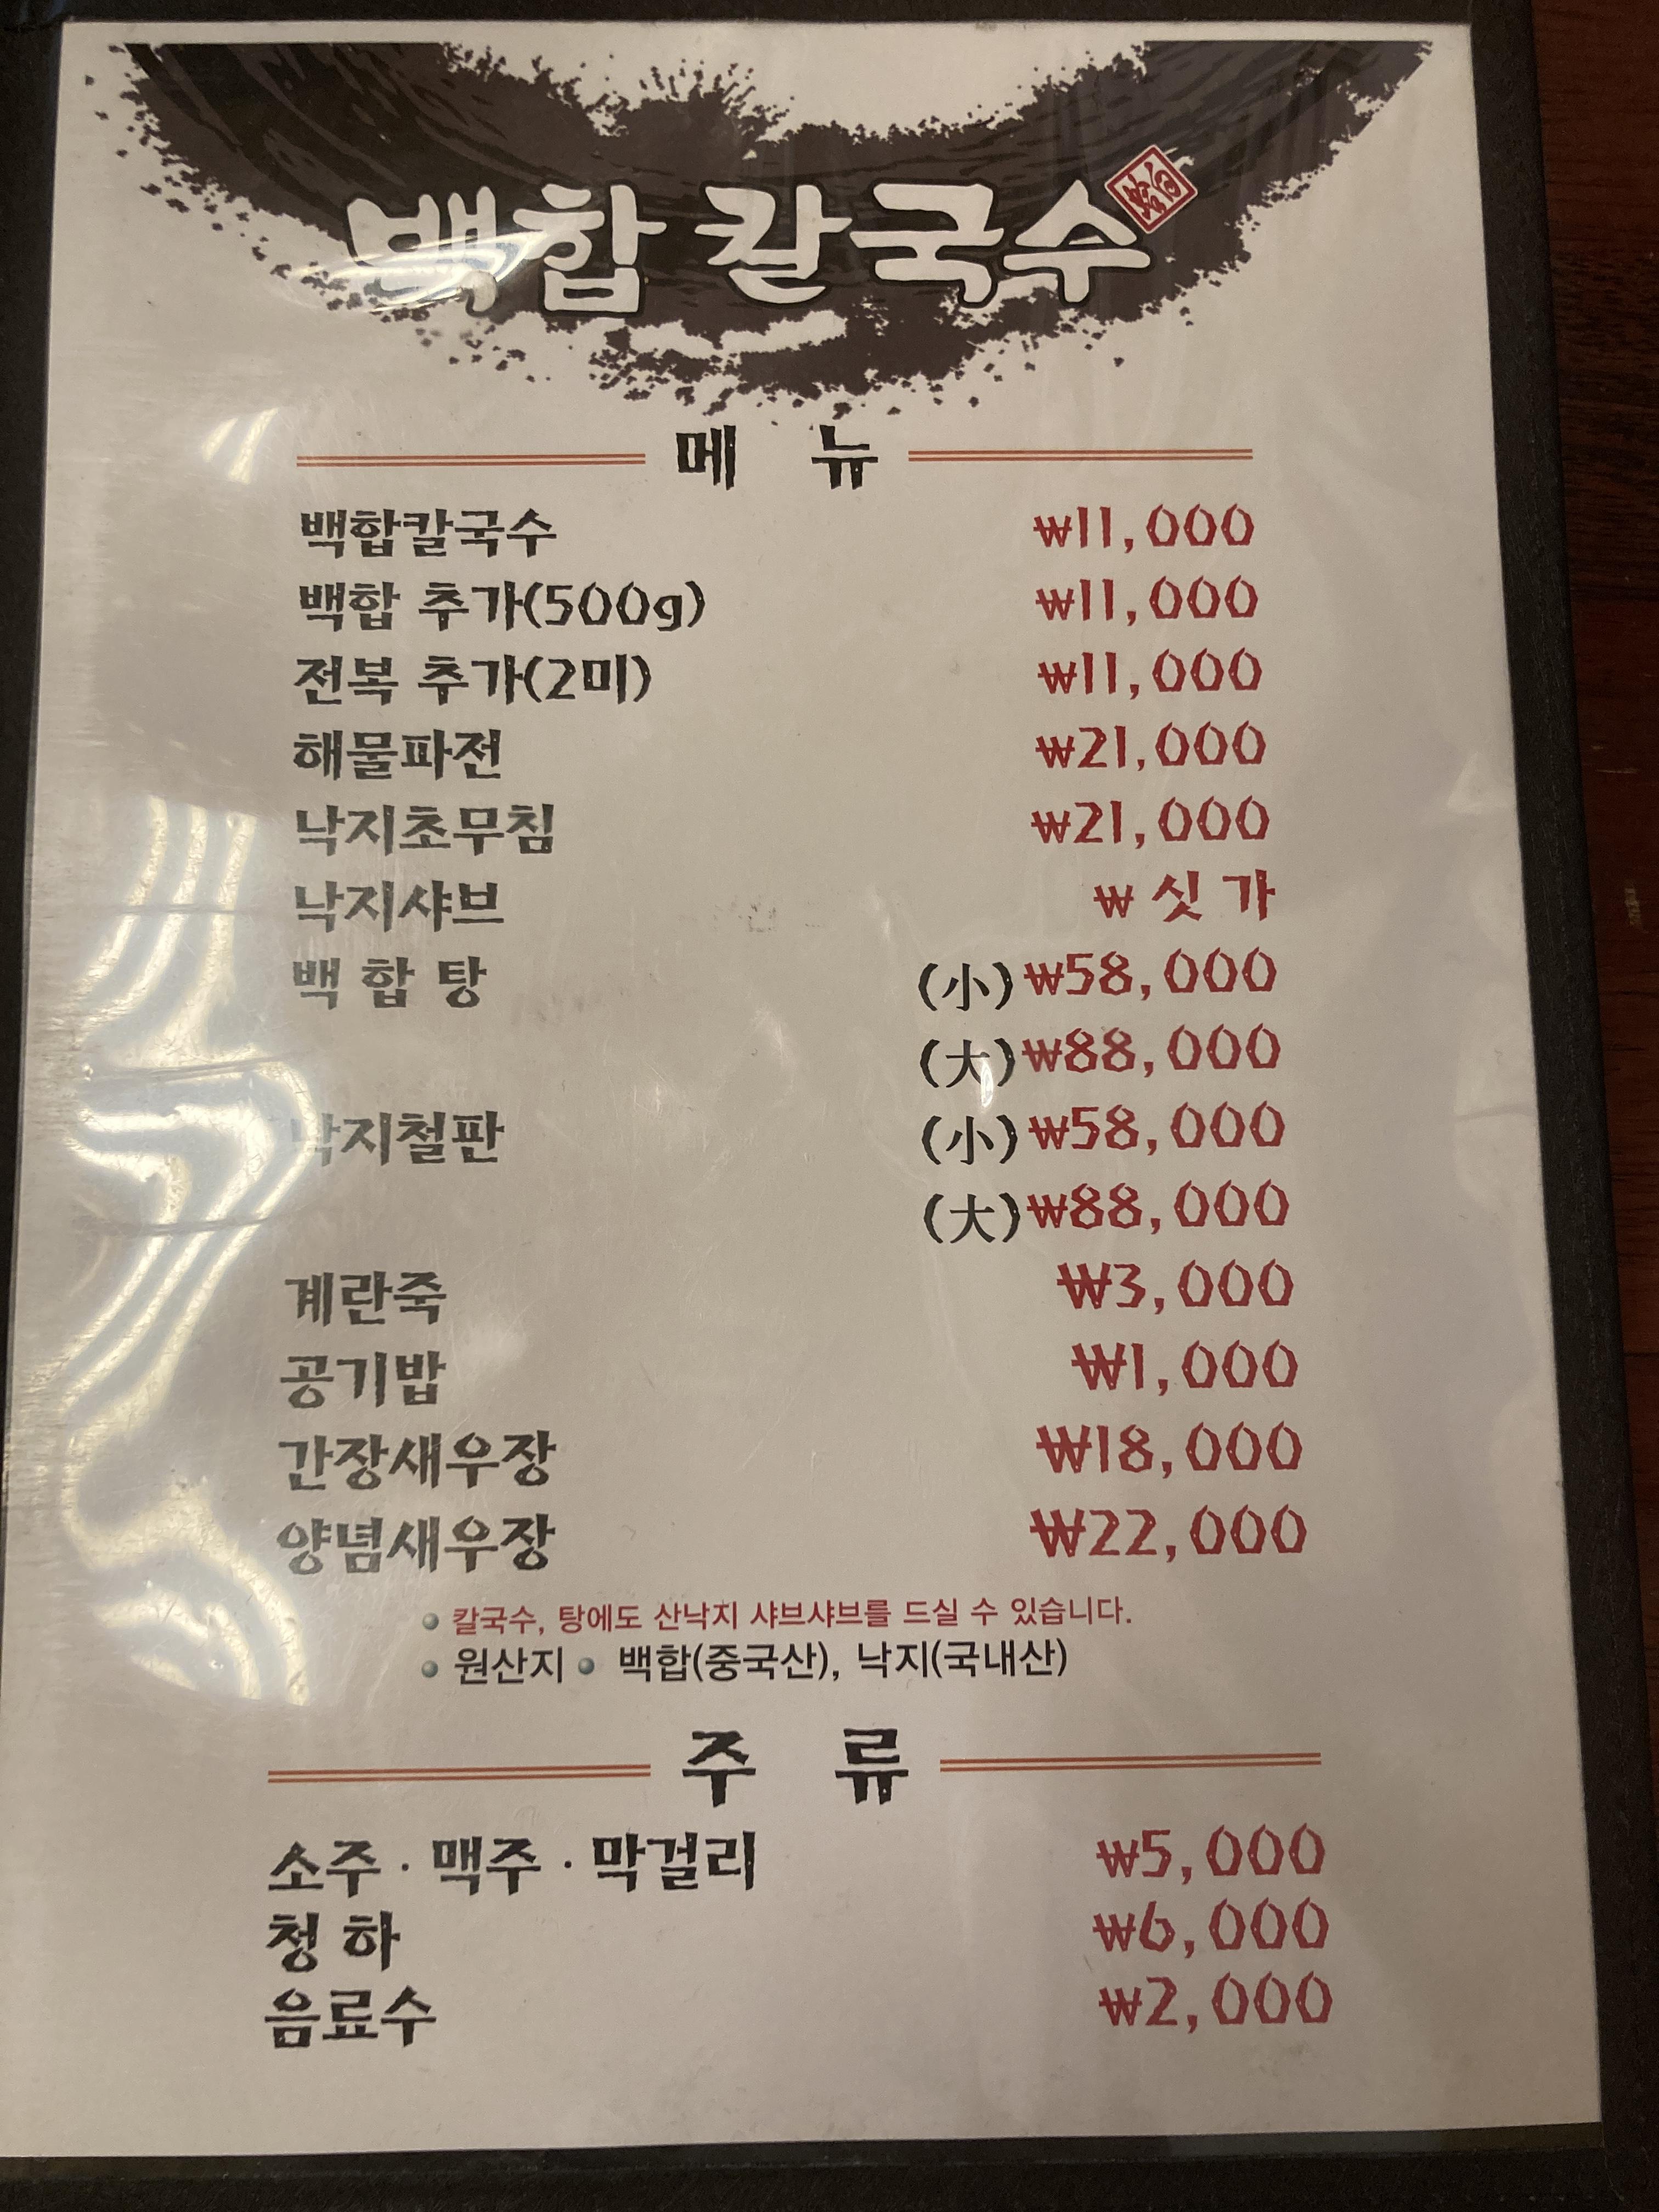 백합칼국수
메 뉴
백합칼국수 ₩11,000
백합 추가(500g) ₩11,000
전복 추가(2미) ₩11,000
해물파전 ₩21,000
낙지초무침 ₩21,000
낙지샤브 ₩싯가
백 합 탕 (小)₩58,000
(大)₩88,000
낙지철판 (小)₩58,000
(大)₩88,000
계란죽 ₩3,000
공기밥 ₩1,000
간장새우장 ₩18,000
양념새우장 ₩22,000
• 칼국수, 탕에도 산낙지 샤브샤브를 드실 수 있습니다.
• 원산지 • 백합(중국산), 낙지(국내산)
주 류
소주 · 맥주 · 막걸리 ₩5,000
청 하 ₩6,000
음료수 ₩2,000